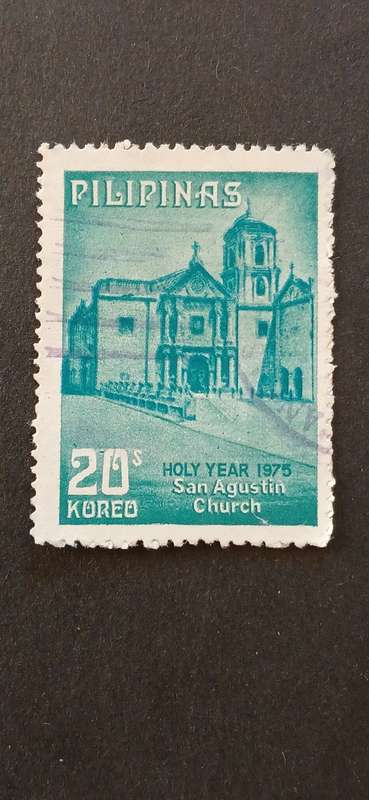 PILIPINAS
20s
KOREO
HOLY YEAR 1975
San Agustin
Church